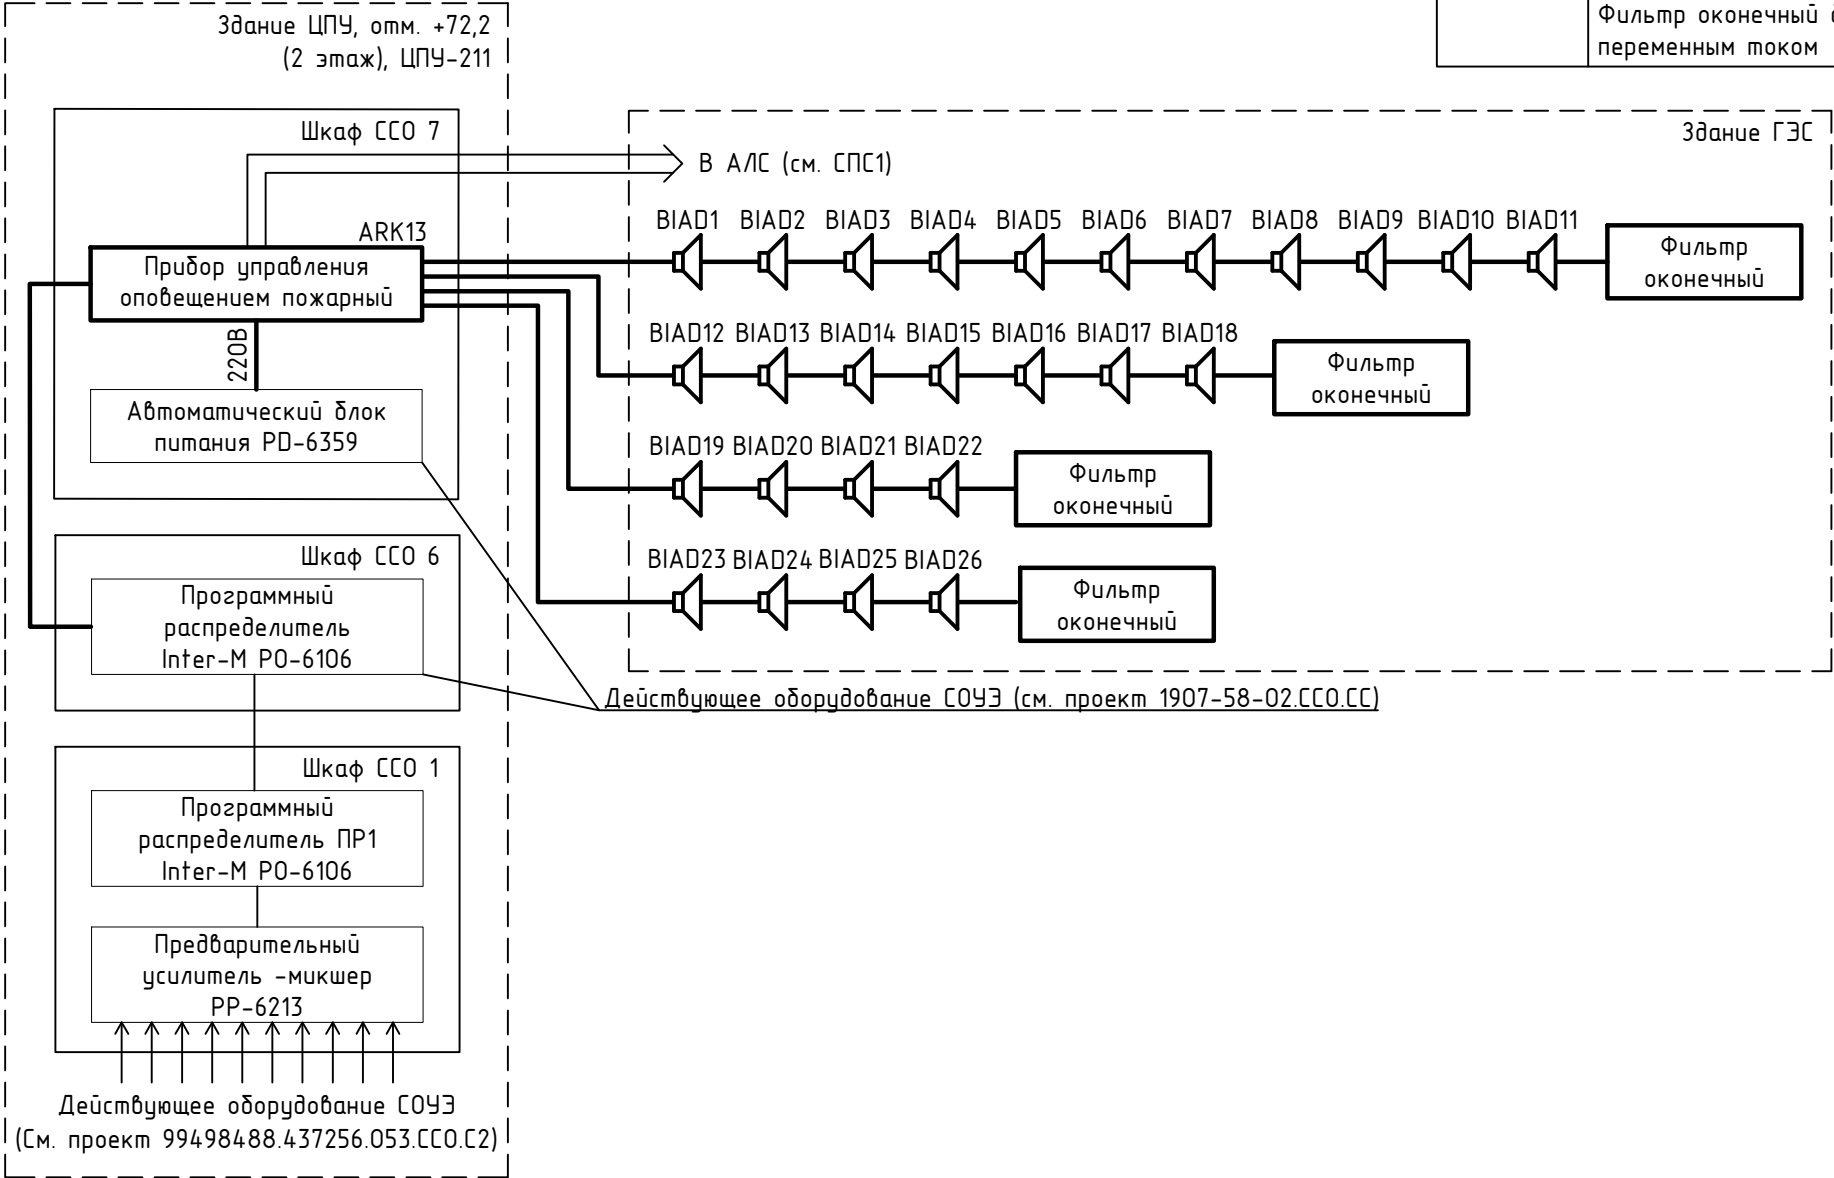 Фильтр оконечный
переменным током
Здание ЦПУ, отм. +72,2
(2 этаж), ЦПУ-211
Шкаф ССО 7
ARK13
Прибор управления
оповещением пожарный
220В
Автоматический блок
питания PD-6359
Шкаф ССО 6
Программный
распределитель
Inter-M PO-6106
Шкаф ССО 1
Программный
распределитель ПР1
Inter-M PO-6106
Предварительный
усилитель -микшер
PP-6213
Действующее оборудование СОУЭ
(См. проект 99498488.437256.053.ССО.С2)
Здание ГЭС
В АЛС (см. СПС1)
BIAD1 BIAD2 BIAD3 BIAD4 BIAD5 BIAD6 BIAD7 BIAD8 BIAD9 BIAD10 BIAD11
Фильтр
оконечный
BIAD12 BIAD13 BIAD14 BIAD15 BIAD16 BIAD17 BIAD18
Фильтр
оконечный
BIAD19 BIAD20 BIAD21 BIAD22
Фильтр
оконечный
BIAD23 BIAD24 BIAD25 BIAD26
Фильтр
оконечный
Действующее оборудование СОУЭ (см. проект 1907-58-02.ССО.СС)